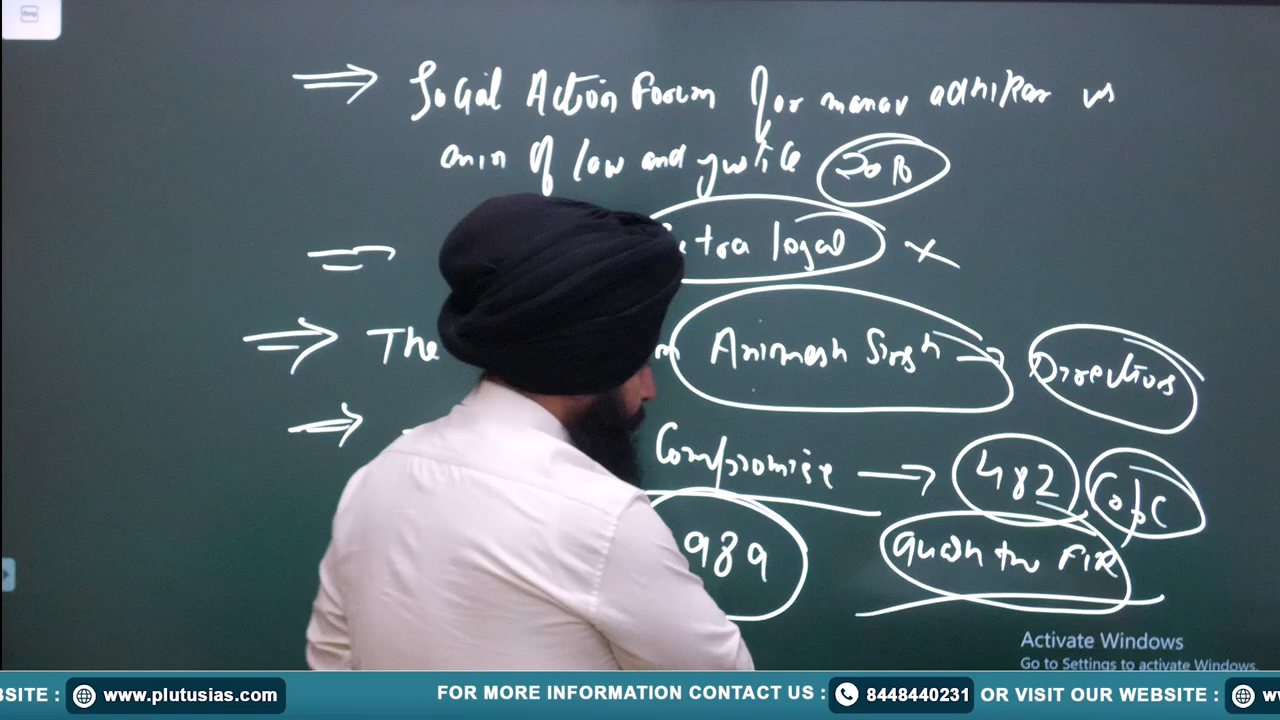 ⇒ Social Action Forum for manav adhikar vs
min of law and justice 2018
extra legal ×
⇒ The Animesh Singh → Directions
⇒ Compromise → 482 CrPC
989 quash the FIR
Activate Windows
Go to Settings to activate Windows.
BSITE : www.plutusias.com FOR MORE INFORMATION CONTACT US : 8448440231 OR VISIT OUR WEBSITE : w